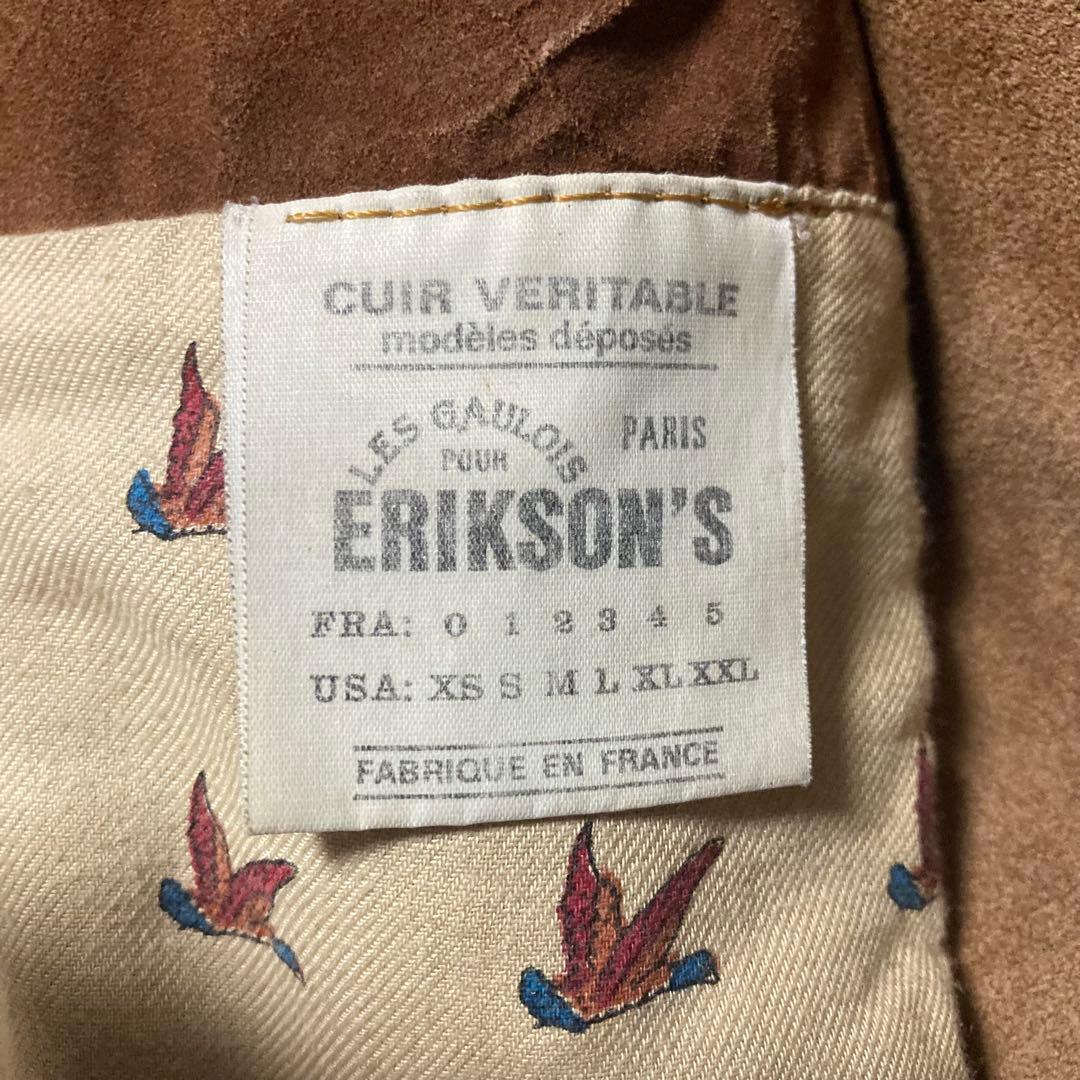 CUIR VERITABLE
modèles déposés
LES GAULOIS
POUR
PARIS
ERIKSON'S
FRA: 0 1 2 3 4 5
USA: XS S M L XL XXL
FABRIQUE EN FRANCE